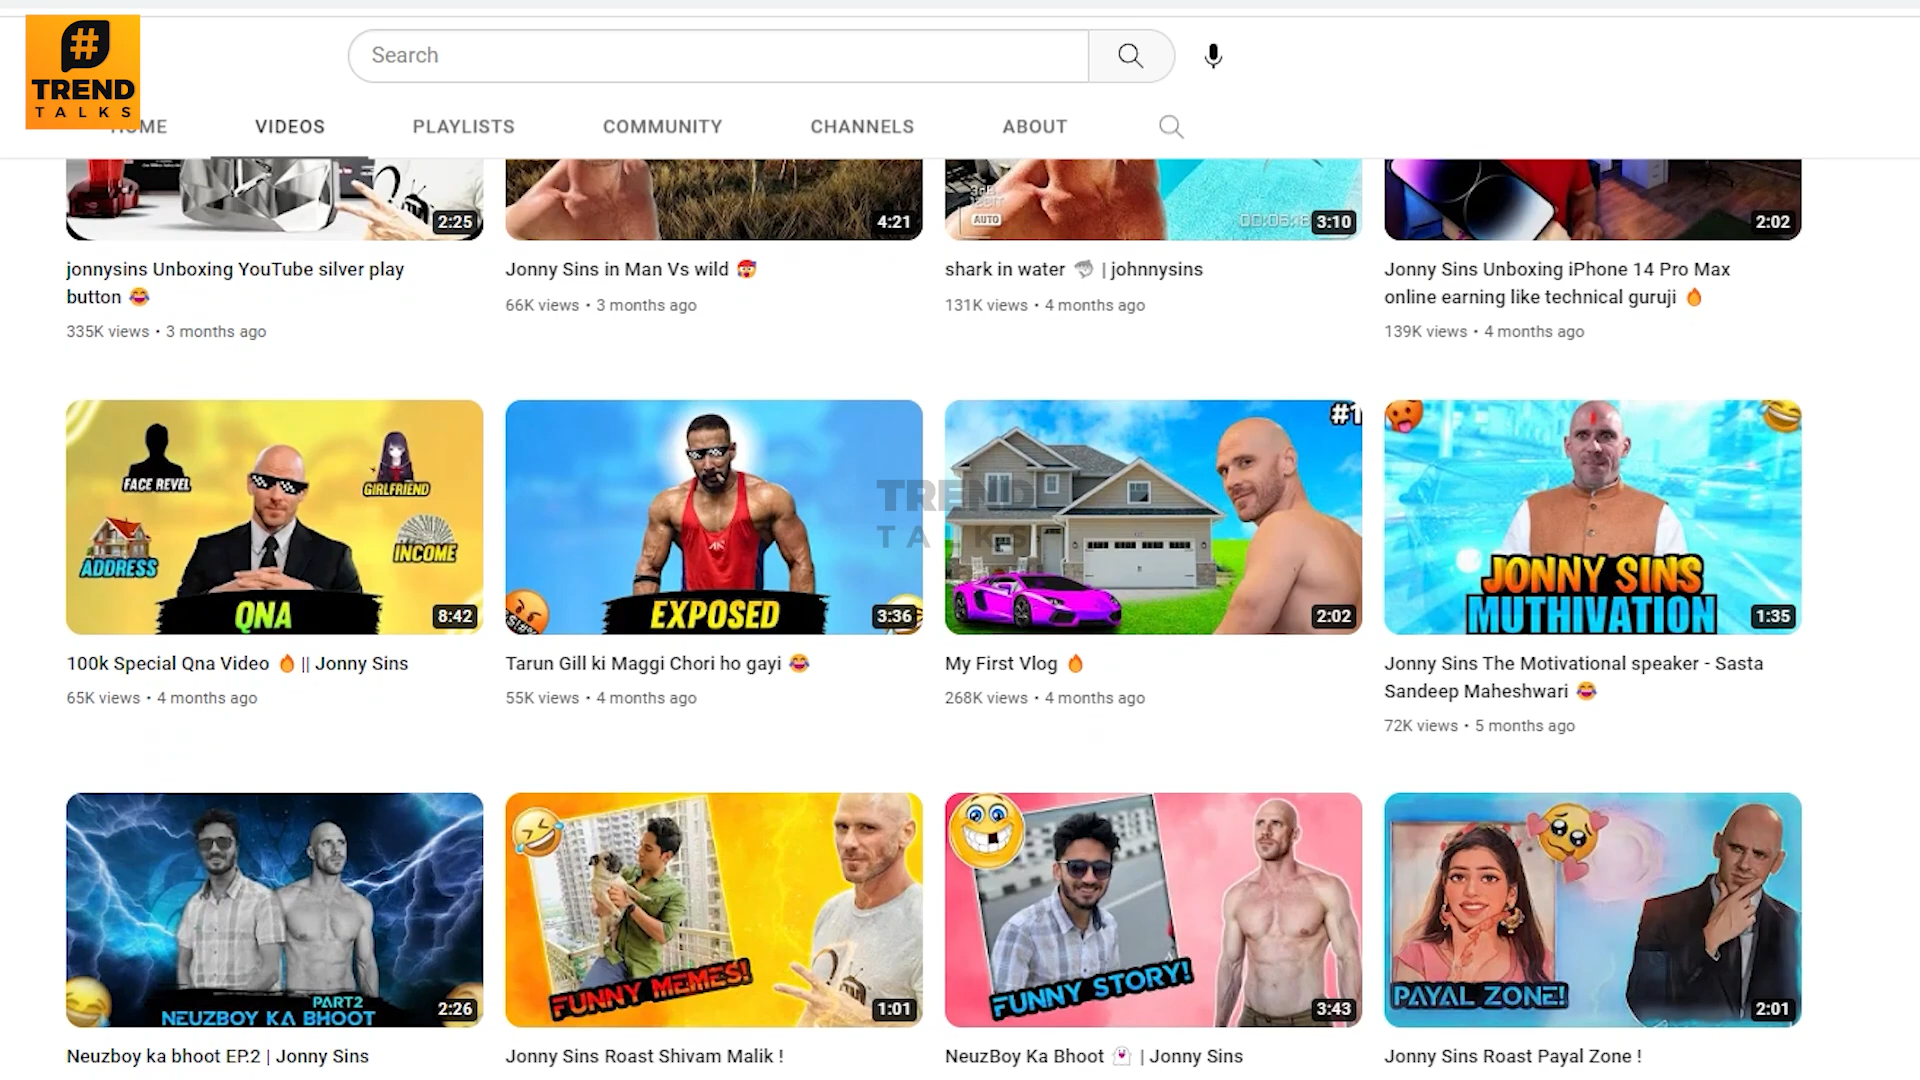 #
TREND
TALKS
Search
HOME
VIDEOS
PLAYLISTS
COMMUNITY
CHANNELS
ABOUT
2:25
4:21
AUTO
3:10
2:02
jonnysins Unboxing YouTube silver play
button 😂
335K views • 3 months ago
Jonny Sins in Man Vs wild 🥳
66K views • 3 months ago
shark in water 🦈 | johnnysins
131K views • 4 months ago
Jonny Sins Unboxing iPhone 14 Pro Max
online earning like technical guruji 🔥
139K views • 4 months ago
FACE REVEL
GIRLFRIEND
ADDRESS
INCOME
QNA
8:42
EXPOSED
3:36
#1
2:02
JONNY SINS
MUTHIVATION
1:35
TREND
TALKS
100k Special Qna Video 🔥 || Jonny Sins
65K views • 4 months ago
Tarun Gill ki Maggi Chori ho gayi 😂
55K views • 4 months ago
My First Vlog 🔥
268K views • 4 months ago
Jonny Sins The Motivational speaker - Sasta
Sandeep Maheshwari 😂
72K views • 5 months ago
PART2
NEUZBOY KA BHOOT
2:26
FUNNY MEMES!
1:01
FUNNY STORY!
3:43
PAYAL ZONE!
2:01
Neuzboy ka bhoot EP.2 | Jonny Sins
Jonny Sins Roast Shivam Malik !
NeuzBoy Ka Bhoot 👻 | Jonny Sins
Jonny Sins Roast Payal Zone !